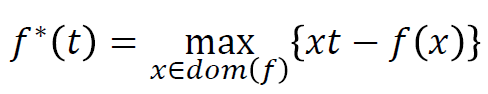 f*(t) = max x∈dom(f) {xt − f(x)}